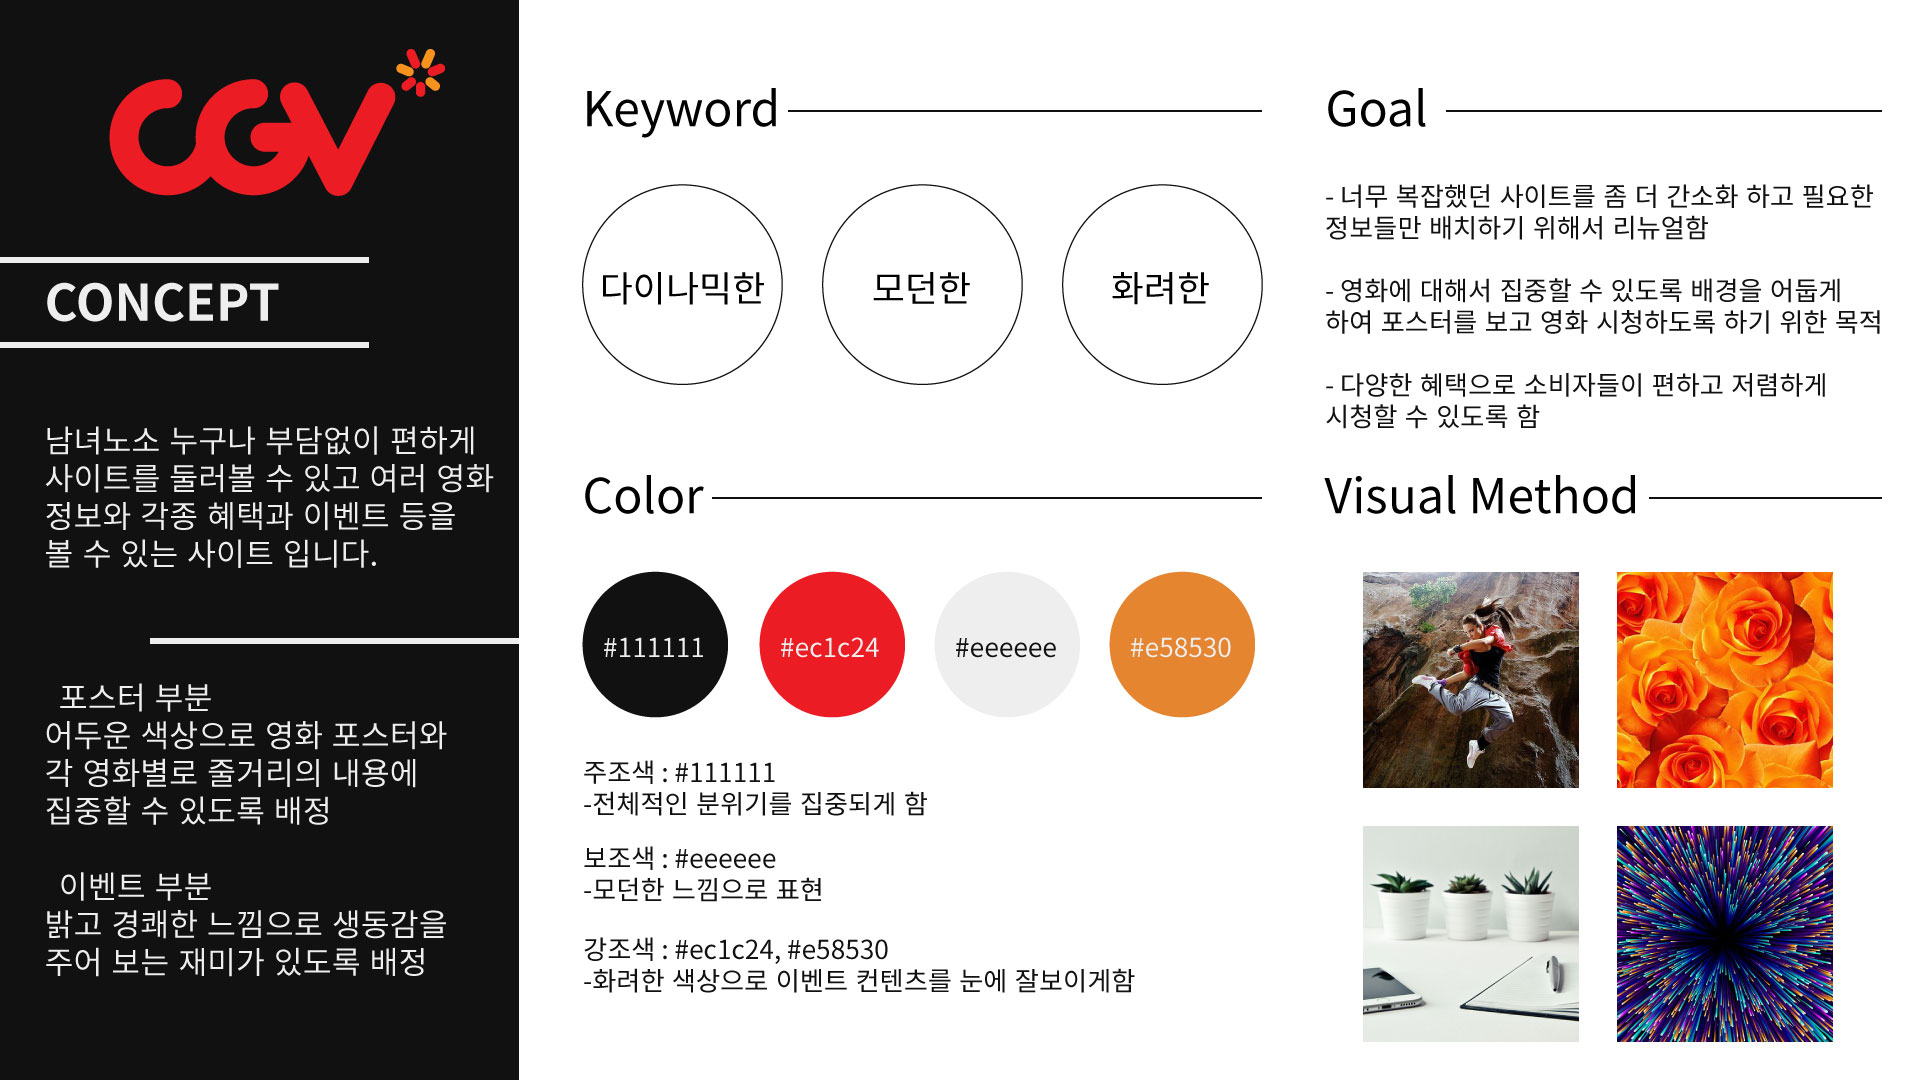 CGV
CONCEPT
남녀노소 누구나 부담없이 편하게
사이트를 둘러볼 수 있고 여러 영화
정보와 각종 혜택과 이벤트 등을
볼 수 있는 사이트 입니다.
포스터 부분
어두운 색상으로 영화 포스터와
각 영화별로 줄거리의 내용에
집중할 수 있도록 배정
이벤트 부분
밝고 경쾌한 느낌으로 생동감을
주어 보는 재미가 있도록 배정
Keyword
다이나믹한
모던한
화려한
Color
#111111
#ec1c24
#eeeeee
#e58530
주조색 : #111111
-전체적인 분위기를 집중되게 함
보조색 : #eeeeee
-모던한 느낌으로 표현
강조색 : #ec1c24, #e58530
-화려한 색상으로 이벤트 컨텐츠를 눈에 잘보이게함
Goal
- 너무 복잡했던 사이트를 좀 더 간소화 하고 필요한
정보들만 배치하기 위해서 리뉴얼함
- 영화에 대해서 집중할 수 있도록 배경을 어둡게
하여 포스터를 보고 영화 시청하도록 하기 위한 목적
- 다양한 혜택으로 소비자들이 편하고 저렴하게
시청할 수 있도록 함
Visual Method